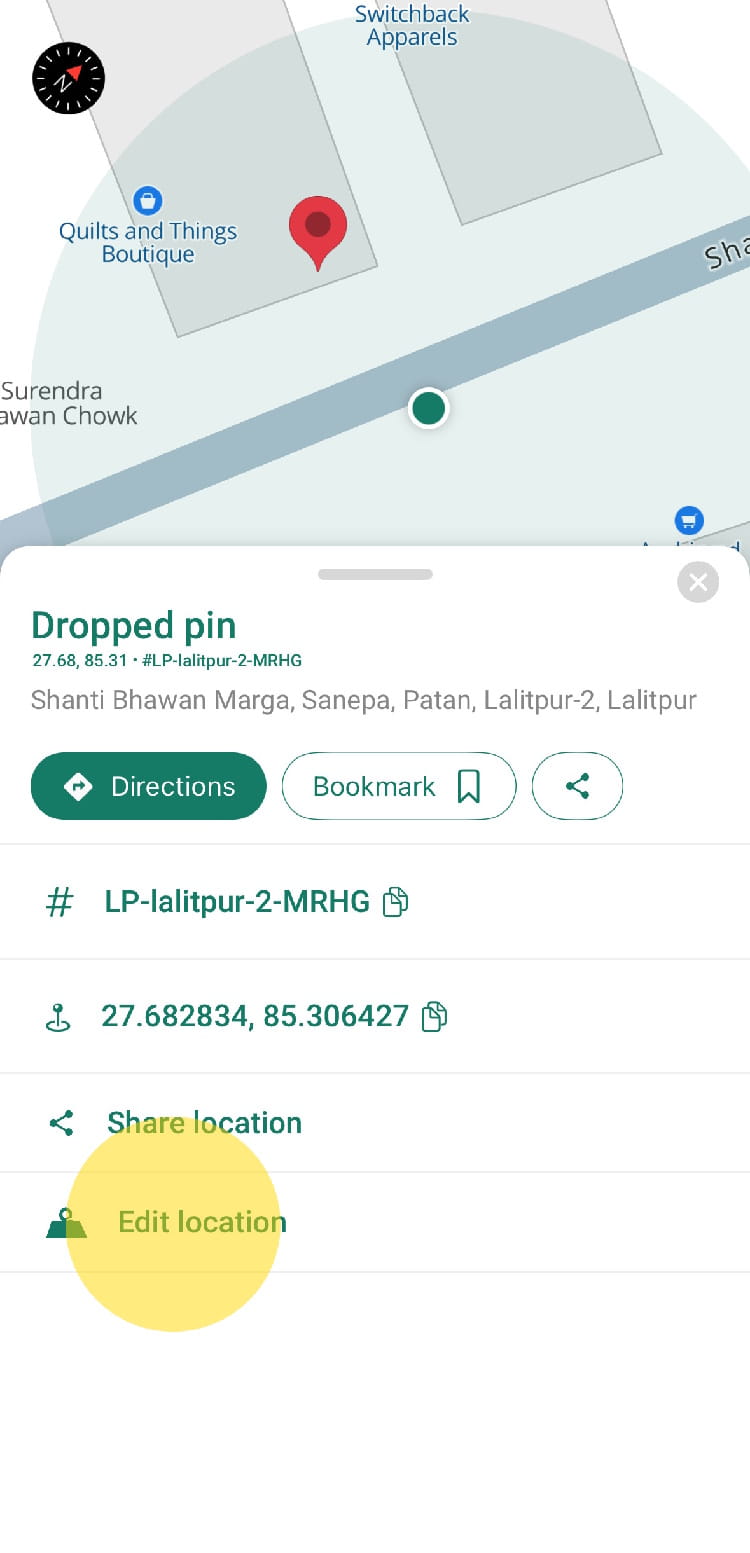 Switchback
Apparels
N
Quilts and Things
Boutique
Sha
Surendra
awan Chowk
Dropped pin
27.68, 85.31 • #LP-lalitpur-2-MRHG
Shanti Bhawan Marga, Sanepa, Patan, Lalitpur-2, Lalitpur
Directions
Bookmark
# LP-lalitpur-2-MRHG
27.682834, 85.306427
Share location
Edit location